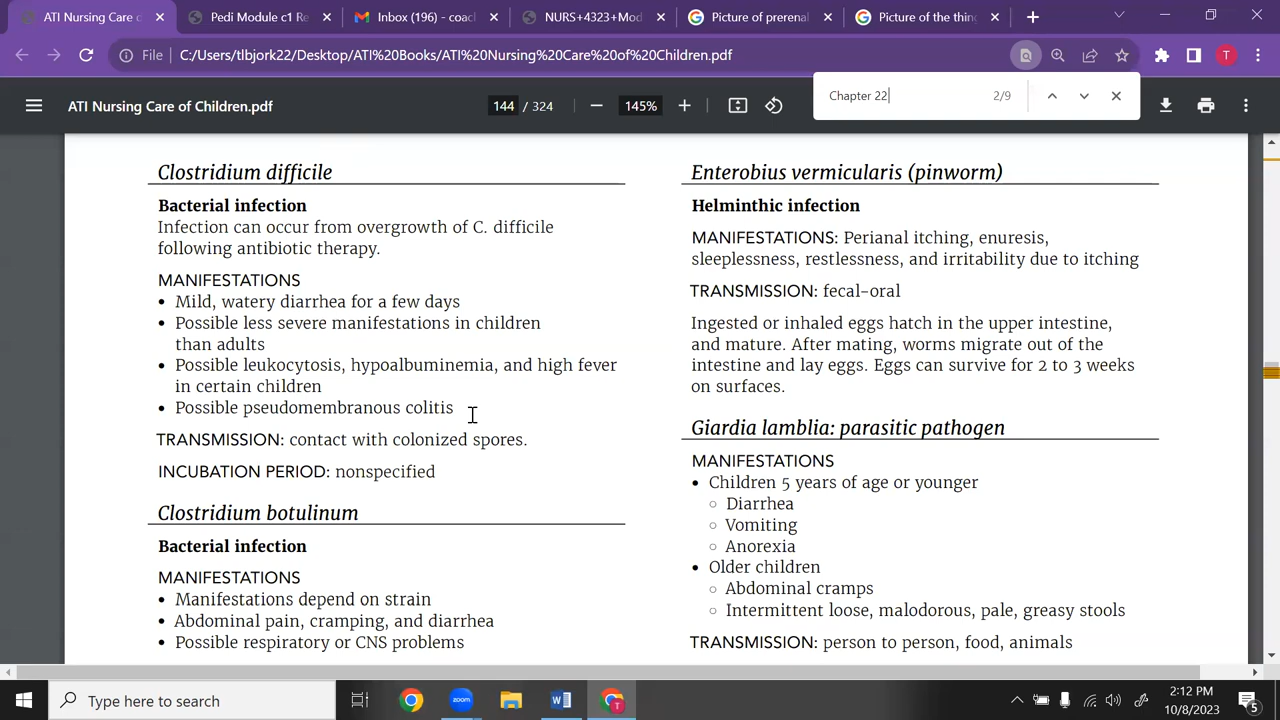 ATI Nursing Care of Children.pdf
Pedi Module c1 Re
Inbox (196) - coac
NURS+4323+Mod
Picture of prerenal
Picture of the thing
File
C:/Users/tlbjork22/Desktop/ATI%20Books/ATI%20Nursing%20Care%20of%20Children.pdf
T
ATI Nursing Care of Children.pdf
144 / 324
145%
Chapter 22
2/9
Clostridium difficile
Bacterial infection
Infection can occur from overgrowth of C. difficile
following antibiotic therapy.
MANIFESTATIONS
• Mild, watery diarrhea for a few days
• Possible less severe manifestations in children
than adults
• Possible leukocytosis, hypoalbuminemia, and high fever
in certain children
• Possible pseudomembranous colitis
TRANSMISSION: contact with colonized spores.
INCUBATION PERIOD: nonspecified
Clostridium botulinum
Bacterial infection
MANIFESTATIONS
• Manifestations depend on strain
• Abdominal pain, cramping, and diarrhea
• Possible respiratory or CNS problems
Enterobius vermicularis (pinworm)
Helminthic infection
MANIFESTATIONS: Perianal itching, enuresis,
sleeplessness, restlessness, and irritability due to itching
TRANSMISSION: fecal-oral
Ingested or inhaled eggs hatch in the upper intestine,
and mature. After mating, worms migrate out of the
intestine and lay eggs. Eggs can survive for 2 to 3 weeks
on surfaces.
Giardia lamblia: parasitic pathogen
MANIFESTATIONS
• Children 5 years of age or younger
○ Diarrhea
○ Vomiting
○ Anorexia
• Older children
○ Abdominal cramps
○ Intermittent loose, malodorous, pale, greasy stools
TRANSMISSION: person to person, food, animals
Type here to search
zoom
T
2:12 PM
10/8/2023
5